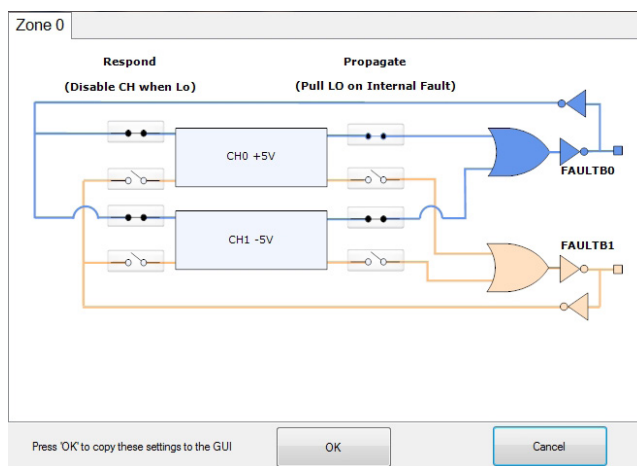 Zone 0
Respond
(Disable CH when Lo)
Propagate
(Pull LO on Internal Fault)
CH0 +5V
FAULTB0
CH1 -5V
FAULTB1
Press 'OK' to copy these settings to the GUI
OK
Cancel